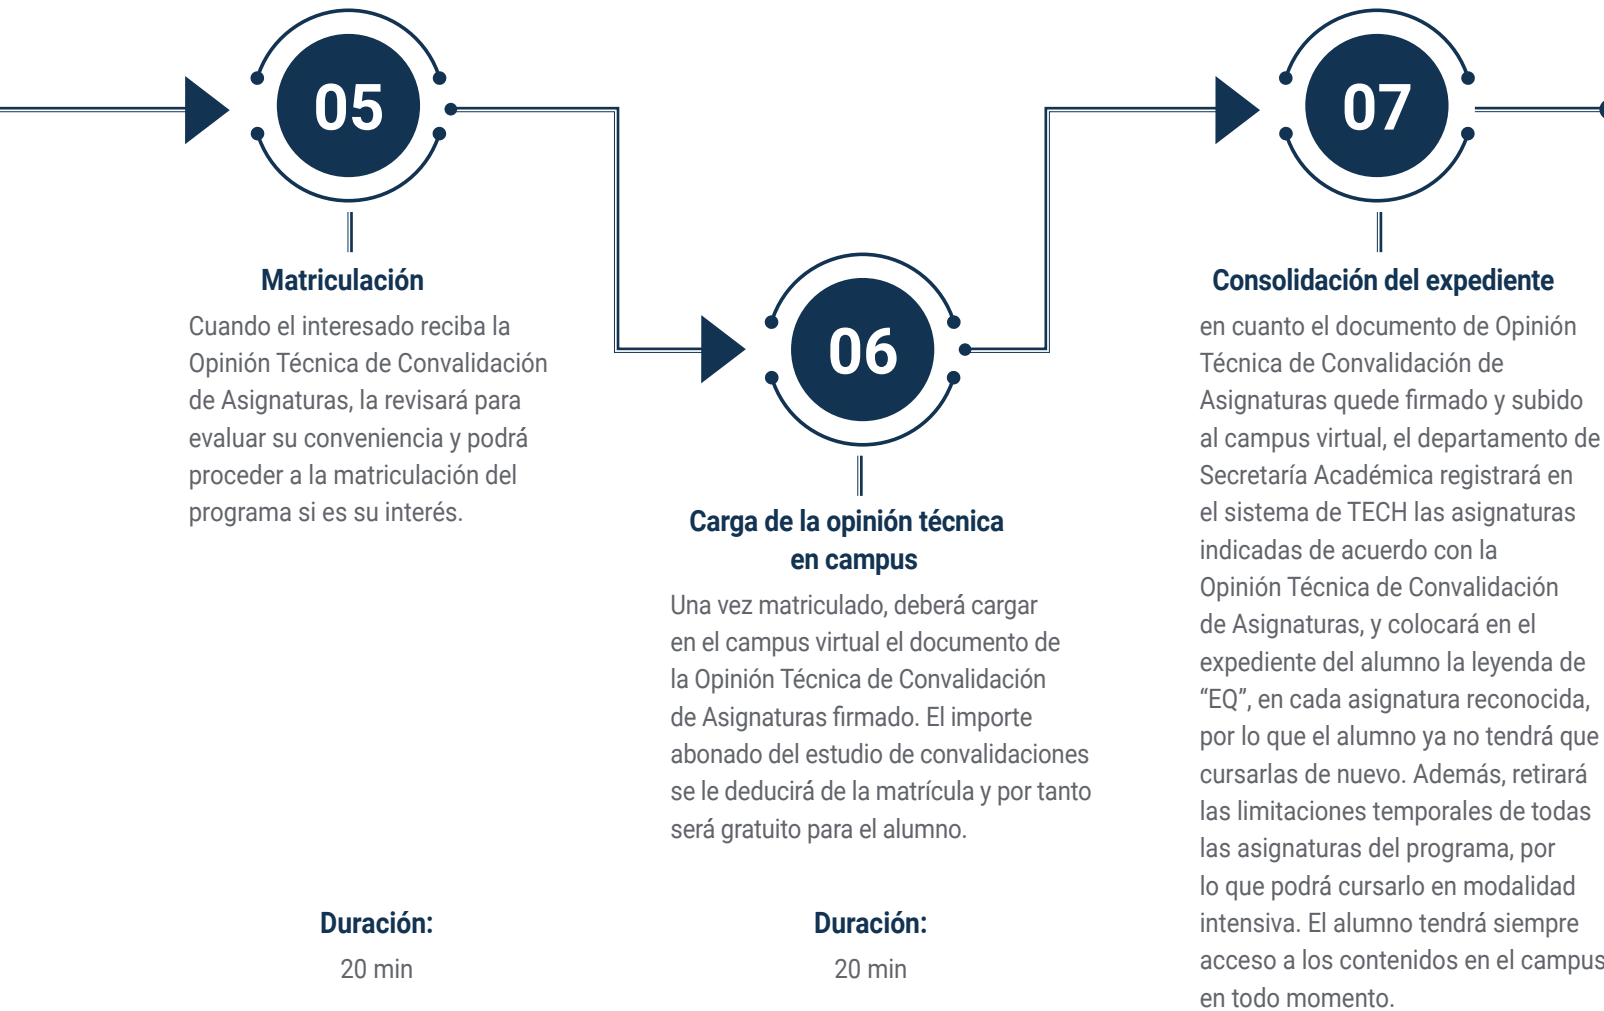 05
Matriculación
Cuando el interesado reciba la
Opinión Técnica de Convalidación
de Asignaturas, la revisará para
evaluar su conveniencia y podrá
proceder a la matriculación del
programa si es su interés.
Duración:
20 min
06
Carga de la opinión técnica
en campus
Una vez matriculado, deberá cargar
en el campus virtual el documento de
la Opinión Técnica de Convalidación
de Asignaturas firmado. El importe
abonado del estudio de convalidaciones
se le deducirá de la matrícula y por tanto
será gratuito para el alumno.
Duración:
20 min
07
Consolidación del expediente
en cuanto el documento de Opinión
Técnica de Convalidación de
Asignaturas quede firmado y subido
al campus virtual, el departamento de
Secretaría Académica registrará en
el sistema de TECH las asignaturas
indicadas de acuerdo con la
Opinión Técnica de Convalidación
de Asignaturas, y colocará en el
expediente del alumno la leyenda de
“EQ”, en cada asignatura reconocida,
por lo que el alumno ya no tendrá que
cursarlas de nuevo. Además, retirará
las limitaciones temporales de todas
las asignaturas del programa, por
lo que podrá cursarlo en modalidad
intensiva. El alumno tendrá siempre
acceso a los contenidos en el campus
en todo momento.